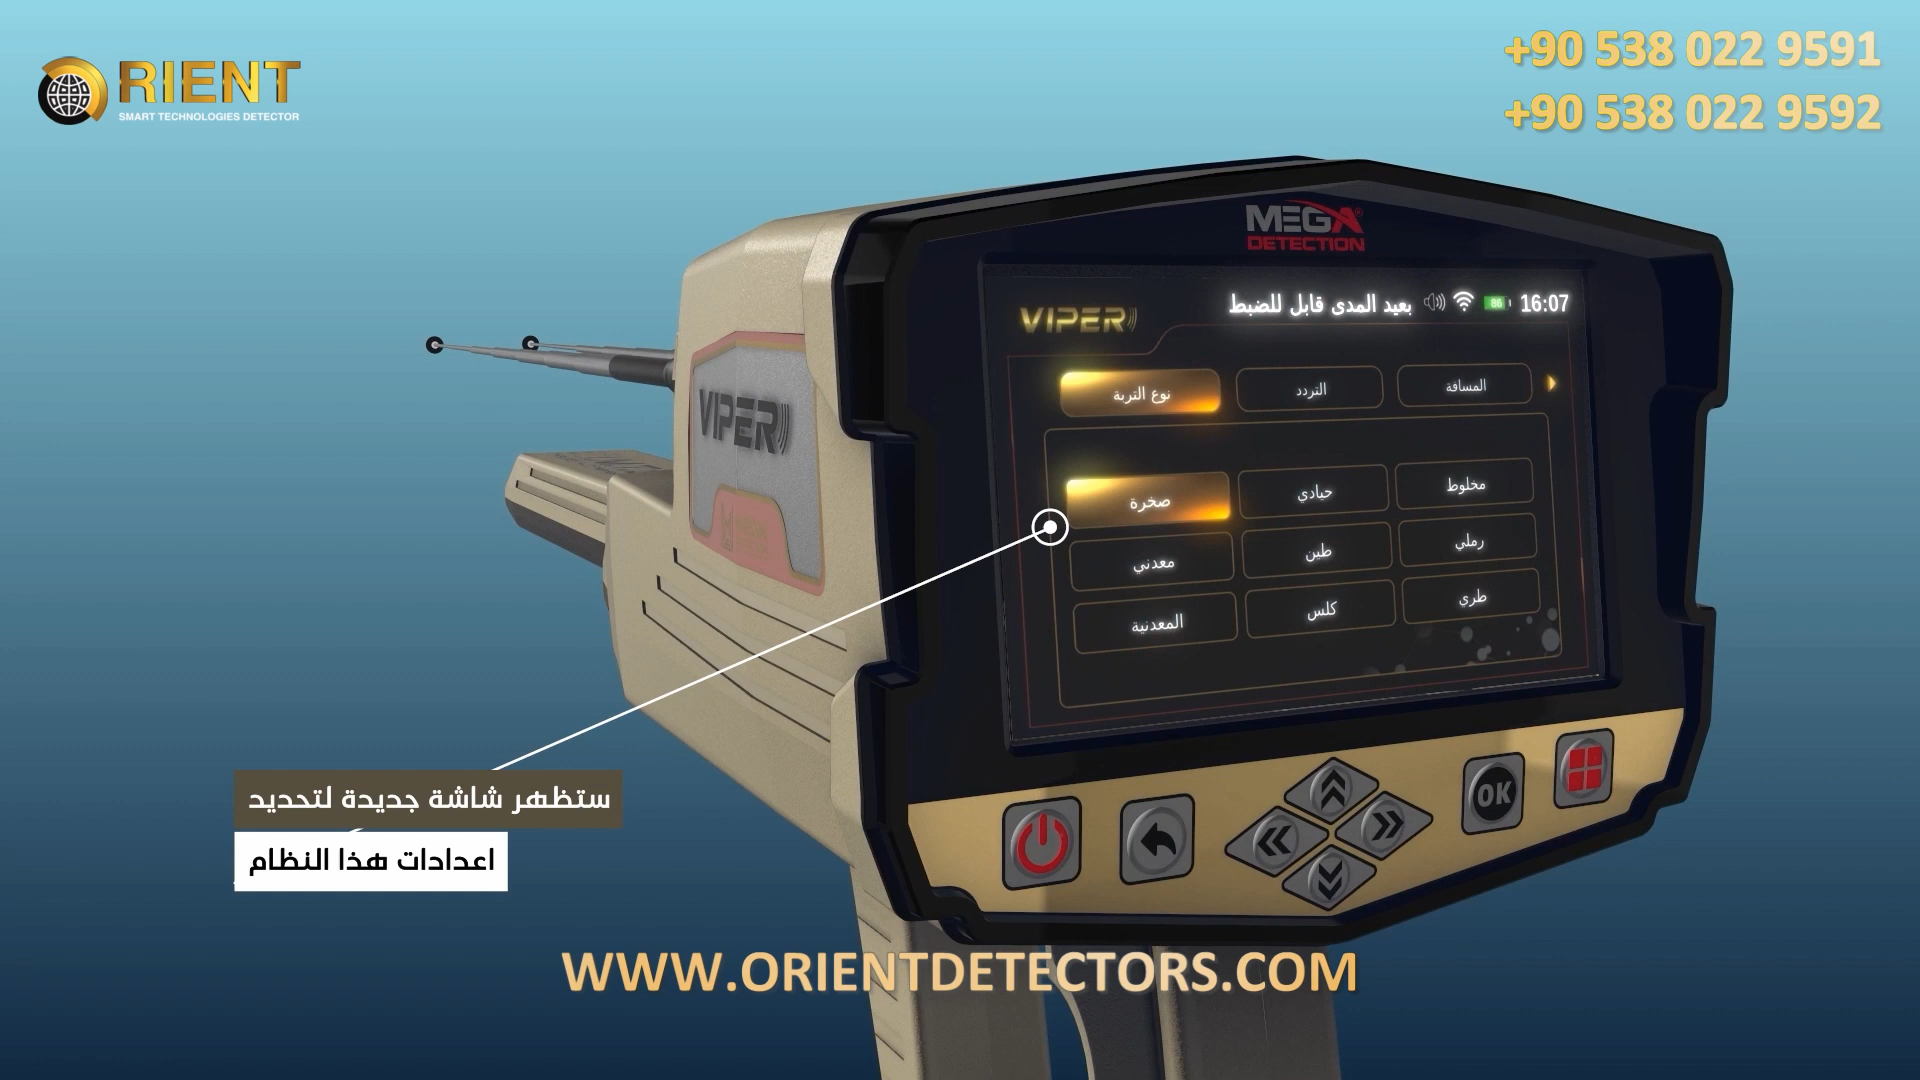 ORIENT
SMART TECHNOLOGIES DETECTOR
+90 538 022 9591
+90 538 022 9592
MEGA
DETECTION
VIPER
بعيد المدى قابل للضبط
86
16:07
نوع التربة التردد المسافة
صخرة حيادي مخلوط
معدني طين رملي
المعدنية كلس طري
VIPER
OK
ستظهر شاشة جديدة لتحديد
اعدادات هذا النظام
WWW.ORIENTDETECTORS.COM